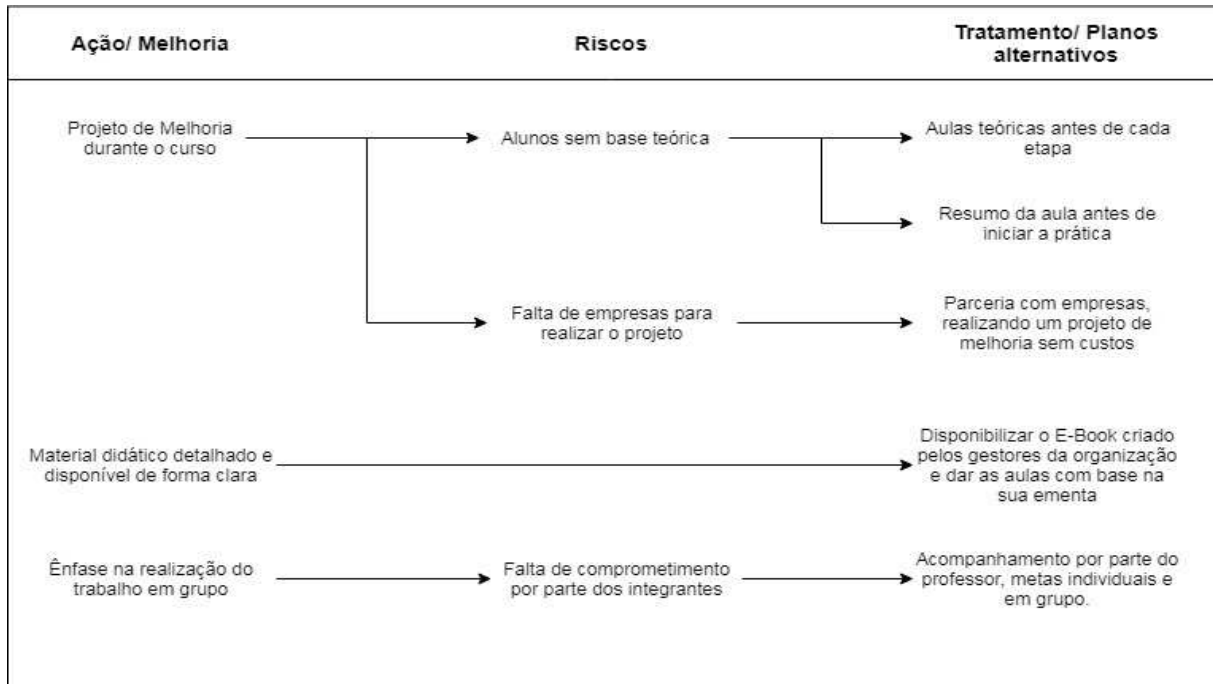 Ação/ Melhoria
Riscos
Tratamento/ Planos
alternativos
Projeto de Melhoria
durante o curso
Alunos sem base teórica
Aulas teóricas antes de cada
etapa
Resumo da aula antes de
iniciar a prática
Falta de empresas para
realizar o projeto
Parceria com empresas,
realizando um projeto de
melhoria sem custos
Material didático detalhado e
disponível de forma clara
Disponibilizar o E-Book criado
pelos gestores da organização
e dar as aulas com base na
sua ementa
Ênfase na realização do
trabalho em grupo
Falta de comprometimento
por parte dos integrantes
Acompanhamento por parte do
professor, metas individuais e
em grupo.